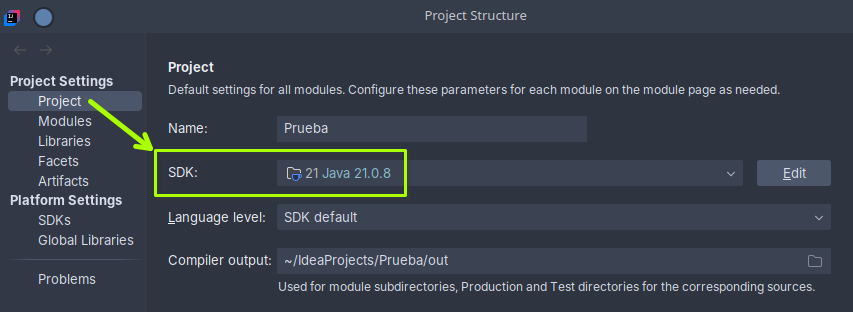 Project Structure
Project Settings
Project
Modules
Libraries
Facets
Artifacts
Platform Settings
SDKs
Global Libraries
Problems
Project
Default settings for all modules. Configure these parameters for each module on the module page as needed.
Name: Prueba
SDK: 21 Java 21.0.8 Edit
Language level: SDK default
Compiler output: ~/IdeaProjects/Prueba/out
Used for module subdirectories, Production and Test directories for the corresponding sources.